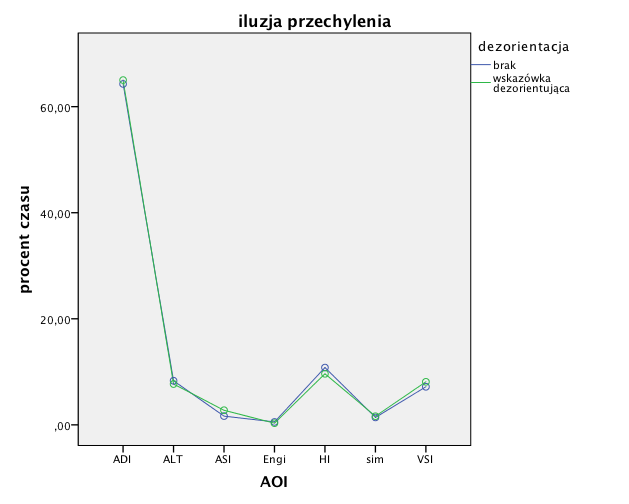 iluzja przechylenia
dezorientacja
brak
wskazówka
dezorientująca
procent czasu
60,00
40,00
20,00
,00
ADI ALT ASI Engi HI sim VSI
AOI